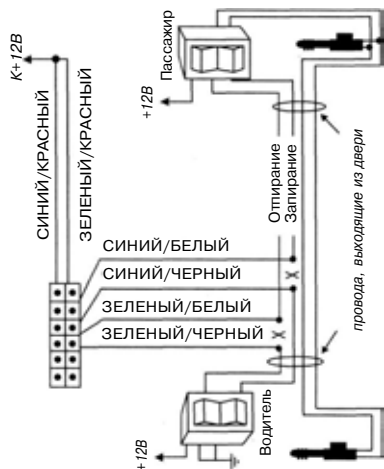 К+12В
СИНИЙ/КРАСНЫЙ
ЗЕЛЕНЫЙ/КРАСНЫЙ
Пассажир
+12В
Отпирание
Запирание
провода, выходящие из двери
СИНИЙ/БЕЛЫЙ
СИНИЙ/ЧЕРНЫЙ
ЗЕЛЕНЫЙ/БЕЛЫЙ
ЗЕЛЕНЫЙ/ЧЕРНЫЙ
+12В
Водитель